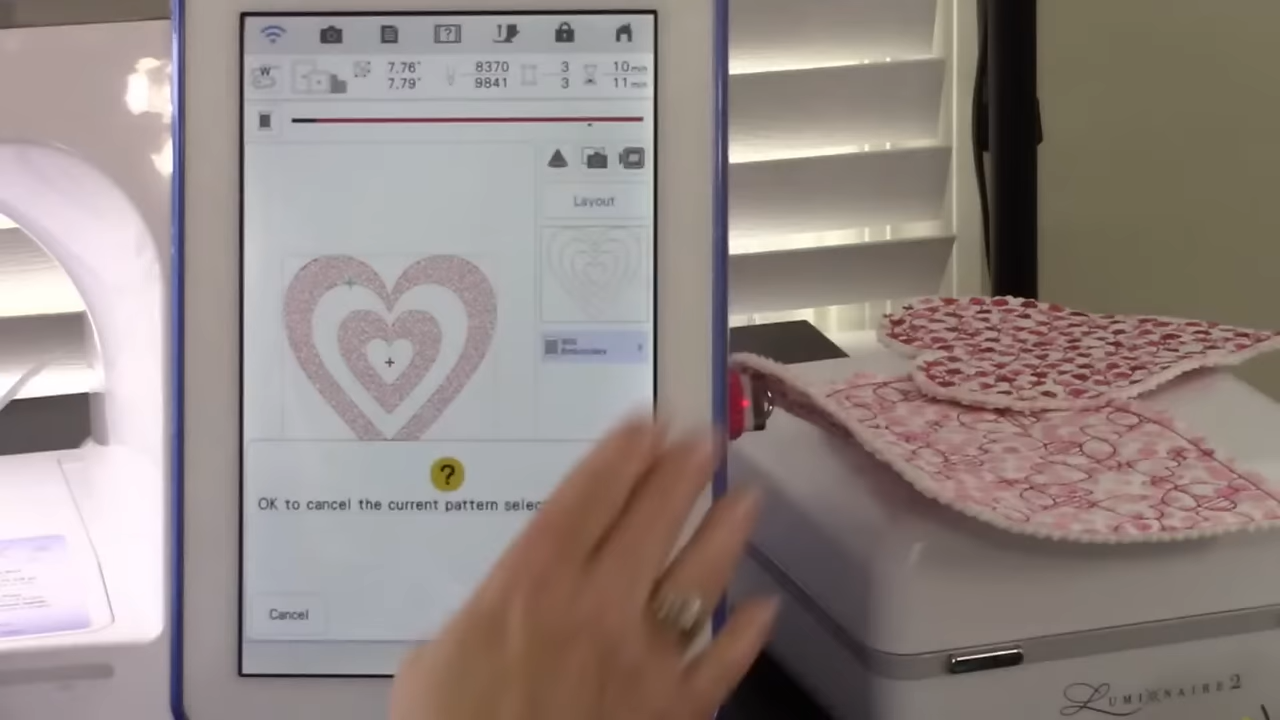 7.76" 8370 3 10 min
7.79" 9841 3 11 min
Layout
OK to cancel the current pattern selec
Cancel
LUMINAIRE 2